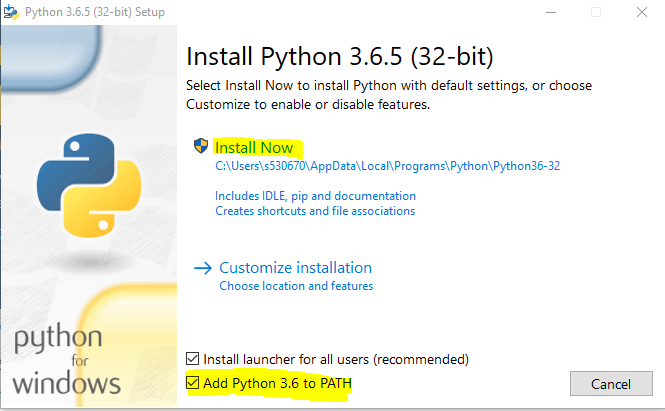 Python 3.6.5 (32-bit) Setup
Install Python 3.6.5 (32-bit)
Select Install Now to install Python with default settings, or choose
Customize to enable or disable features.
Install Now
C:\Users\s530670\AppData\Local\Programs\Python\Python36-32
Includes IDLE, pip and documentation
Creates shortcuts and file associations
Customize installation
Choose location and features
python
for
windows
Install launcher for all users (recommended)
Add Python 3.6 to PATH
Cancel